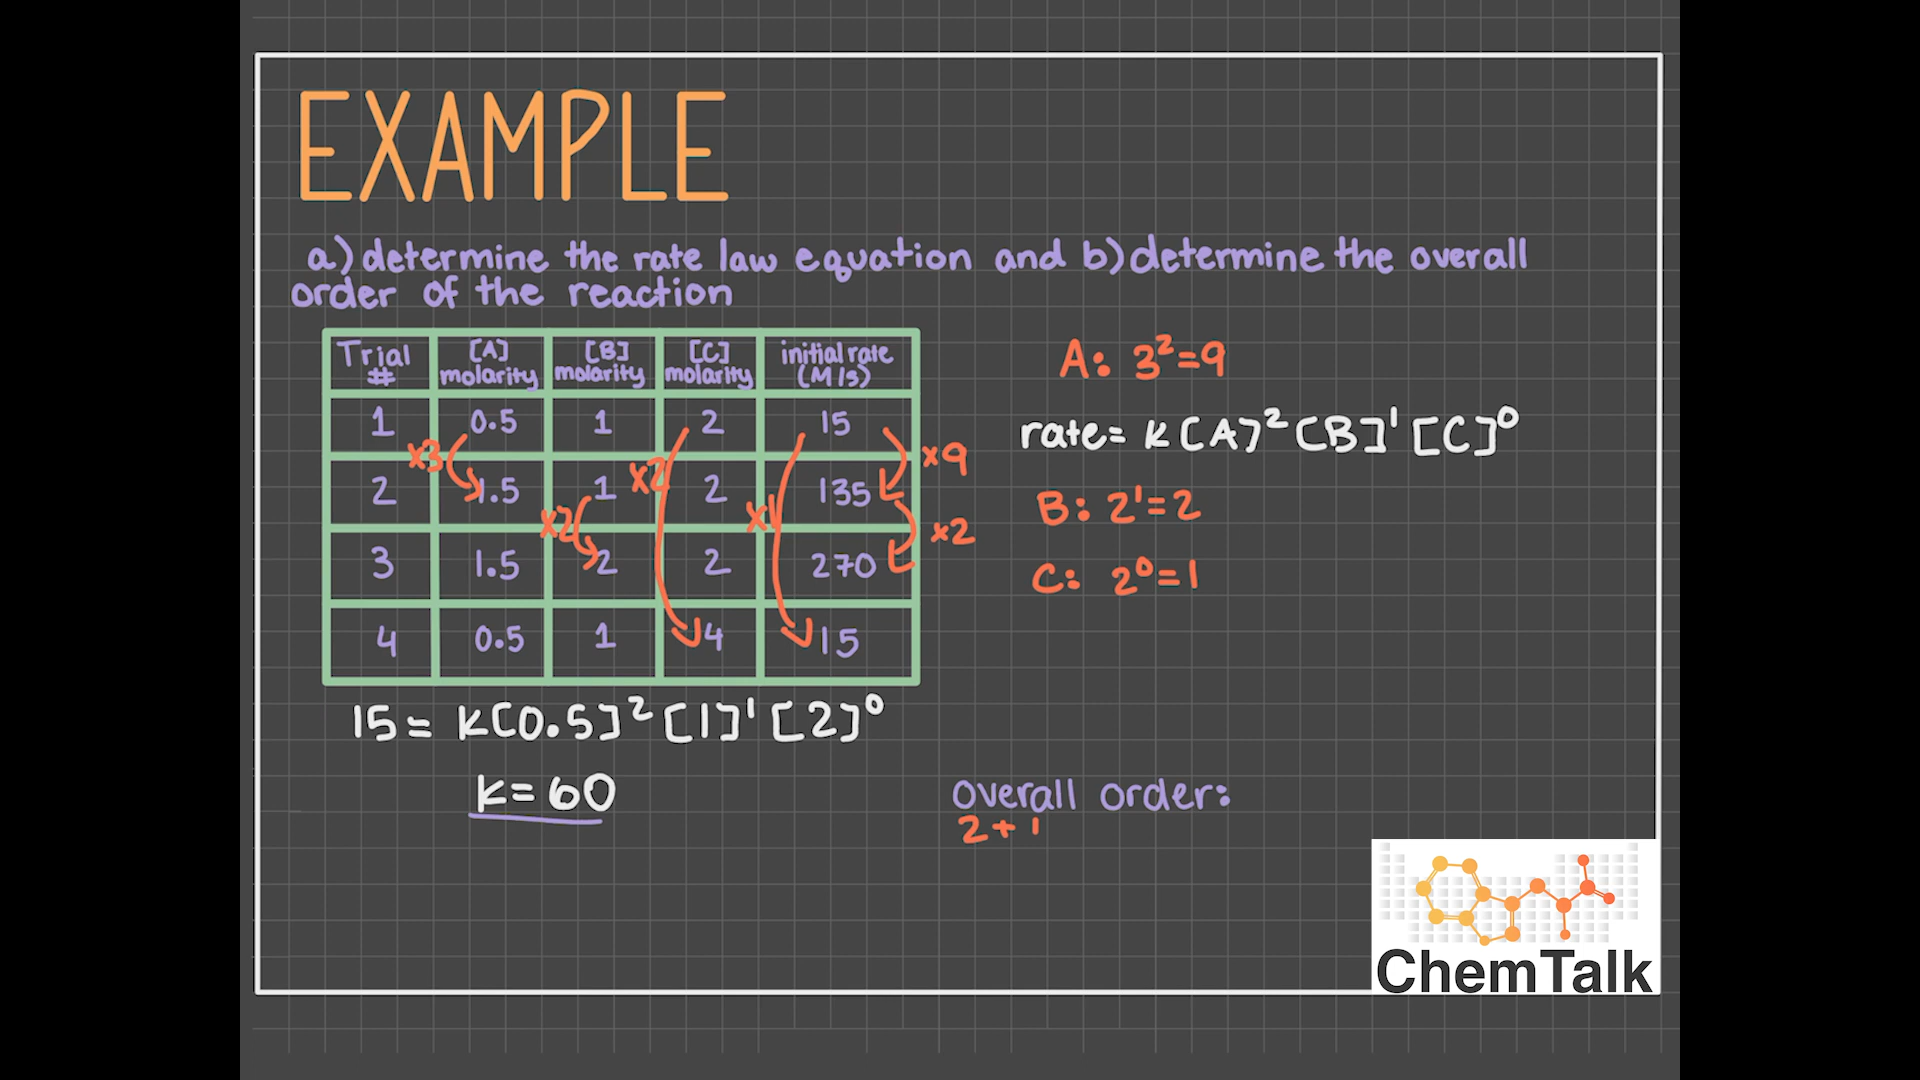 EXAMPLE
a) determine the rate law equation and b) determine the overall
order of the reaction
Trial # [A] molarity [B] molarity [C] molarity initial rate (M/s)
1 0.5 1 2 15
x3 x2 x9
2 1.5 1 2 135
x2 x1 x2
3 1.5 2 2 270
4 0.5 1 4 15
A: 3²=9
rate= k[A]²[B]¹[C]⁰
B: 2¹=2
C: 2⁰=1
15= k[0.5]²[1]¹[2]⁰
k=60
overall order:
2+1
ChemTalk